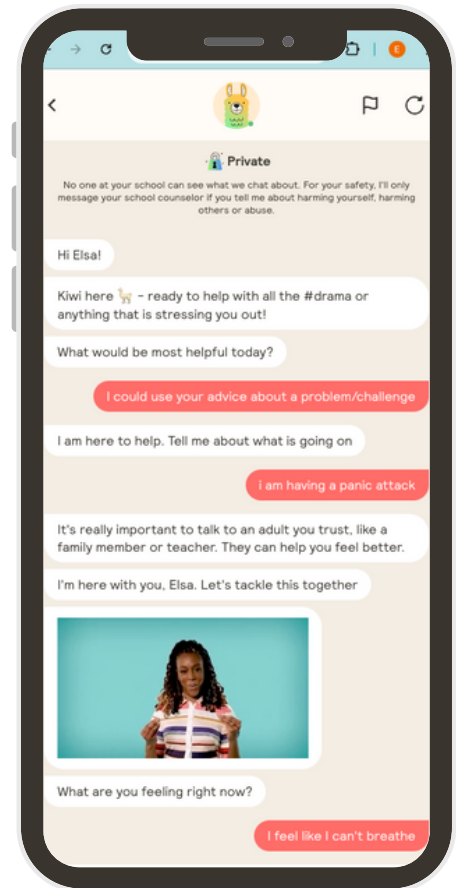 E
Private
No one at your school can see what we chat about. For your safety, I'll only
message your school counselor if you tell me about harming yourself, harming
others or abuse.
Hi Elsa!
Kiwi here 🦙 – ready to help with all the #drama or
anything that is stressing you out!
What would be most helpful today?
I could use your advice about a problem/challenge
I am here to help. Tell me about what is going on
i am having a panic attack
It's really important to talk to an adult you trust, like a
family member or teacher. They can help you feel better.
I'm here with you, Elsa. Let's tackle this together
What are you feeling right now?
I feel like I can't breathe